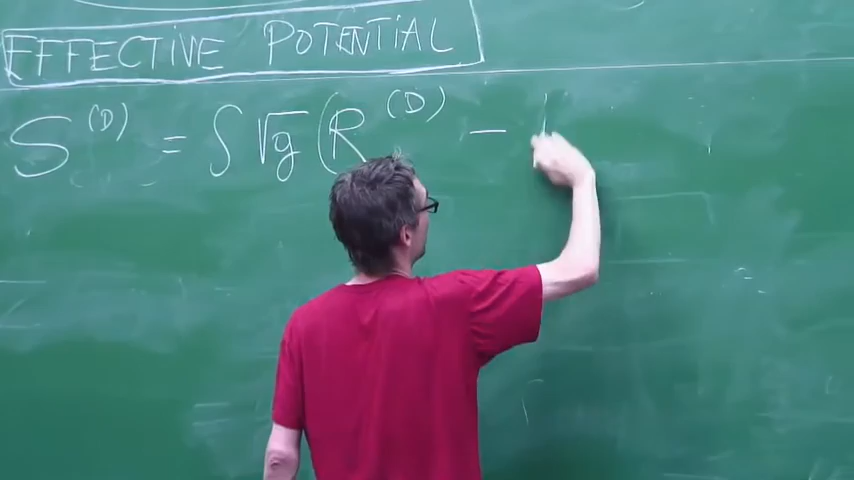 EFFECTIVE POTENTIAL
S^(D) = ∫ √g (R^(D) −